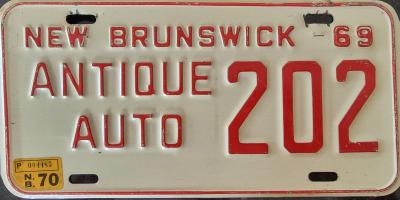 NEW BRUNSWICK 69
ANTIQUE
AUTO
202
P
N.B. 70